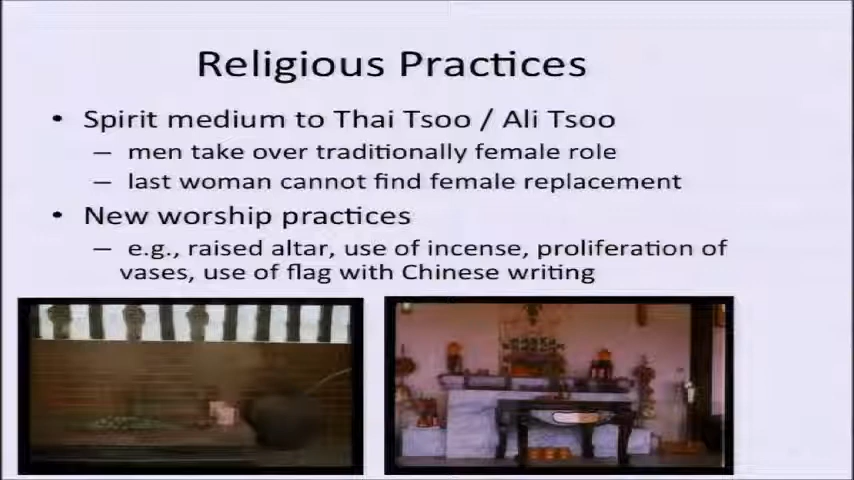 Religious Practices
• Spirit medium to Thai Tsoo / Ali Tsoo
– men take over traditionally female role
– last woman cannot find female replacement
• New worship practices
– e.g., raised altar, use of incense, proliferation of
vases, use of flag with Chinese writing